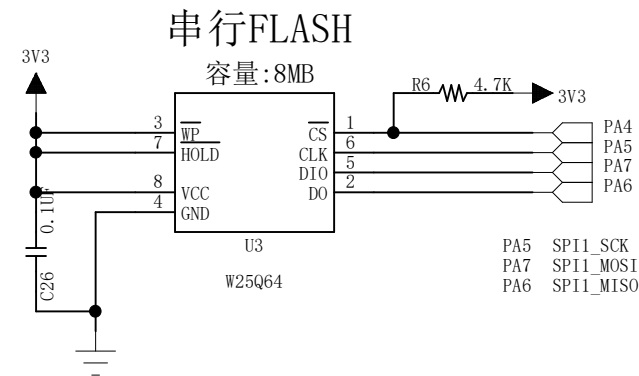 串行FLASH
容量:8MB
3V3
R6 4.7K
3V3
3 WP CS 1 PA4
7 HOLD CLK 6 PA5
DIO 5 PA7
8 VCC DO 2 PA6
4 GND
0.1U
C26
U3
W25Q64
PA5 SPI1_SCK
PA7 SPI1_MOSI
PA6 SPI1_MISO